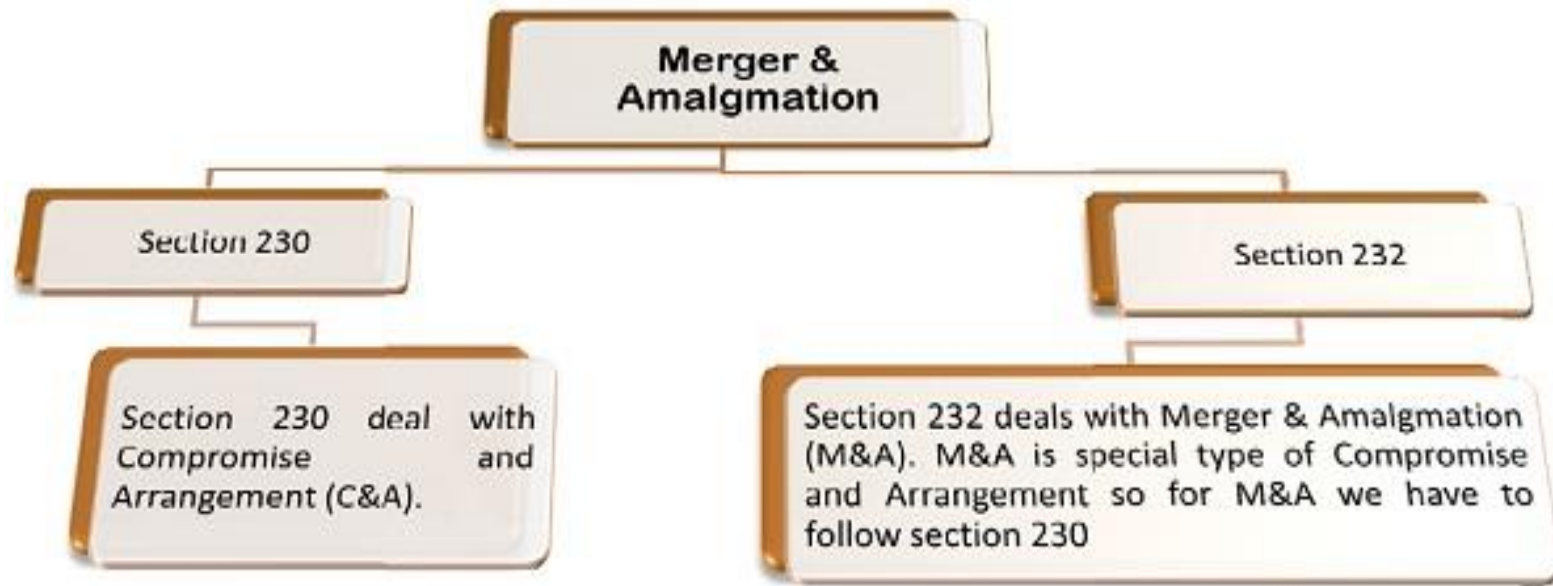 Merger &
Amalgmation
Section 230
Section 232
Section 230 deal with
Compromise and
Arrangement (C&A).
Section 232 deals with Merger & Amalgmation
(M&A). M&A is special type of Compromise
and Arrangement so for M&A we have to
follow section 230